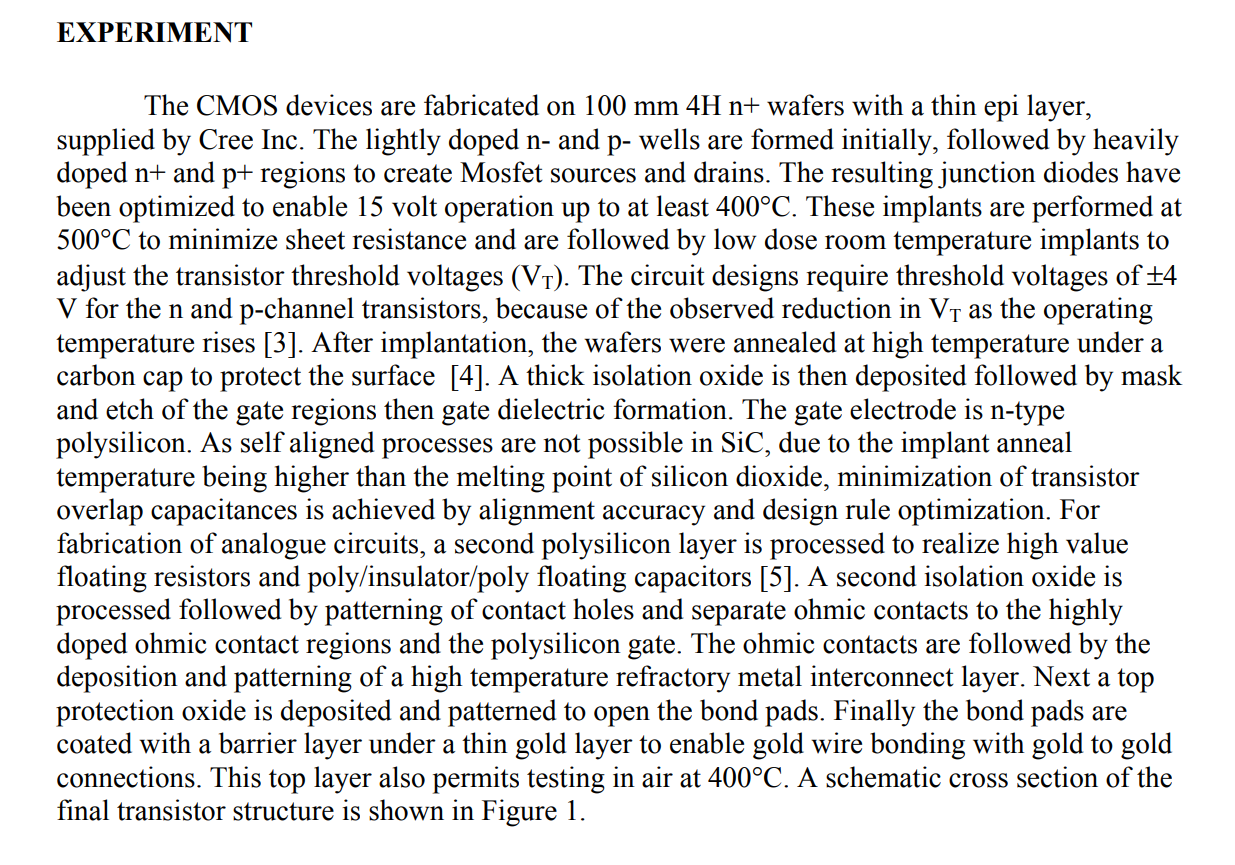 EXPERIMENT
The CMOS devices are fabricated on 100 mm 4H n+ wafers with a thin epi layer,
supplied by Cree Inc. The lightly doped n- and p- wells are formed initially, followed by heavily
doped n+ and p+ regions to create Mosfet sources and drains. The resulting junction diodes have
been optimized to enable 15 volt operation up to at least 400°C. These implants are performed at
500°C to minimize sheet resistance and are followed by low dose room temperature implants to
adjust the transistor threshold voltages (VT). The circuit designs require threshold voltages of ±4
V for the n and p-channel transistors, because of the observed reduction in VT as the operating
temperature rises [3]. After implantation, the wafers were annealed at high temperature under a
carbon cap to protect the surface  [4]. A thick isolation oxide is then deposited followed by mask
and etch of the gate regions then gate dielectric formation. The gate electrode is n-type
polysilicon. As self aligned processes are not possible in SiC, due to the implant anneal
temperature being higher than the melting point of silicon dioxide, minimization of transistor
overlap capacitances is achieved by alignment accuracy and design rule optimization. For
fabrication of analogue circuits, a second polysilicon layer is processed to realize high value
floating resistors and poly/insulator/poly floating capacitors [5]. A second isolation oxide is
processed followed by patterning of contact holes and separate ohmic contacts to the highly
doped ohmic contact regions and the polysilicon gate. The ohmic contacts are followed by the
deposition and patterning of a high temperature refractory metal interconnect layer. Next a top
protection oxide is deposited and patterned to open the bond pads. Finally the bond pads are
coated with a barrier layer under a thin gold layer to enable gold wire bonding with gold to gold
connections. This top layer also permits testing in air at 400°C. A schematic cross section of the
final transistor structure is shown in Figure 1.